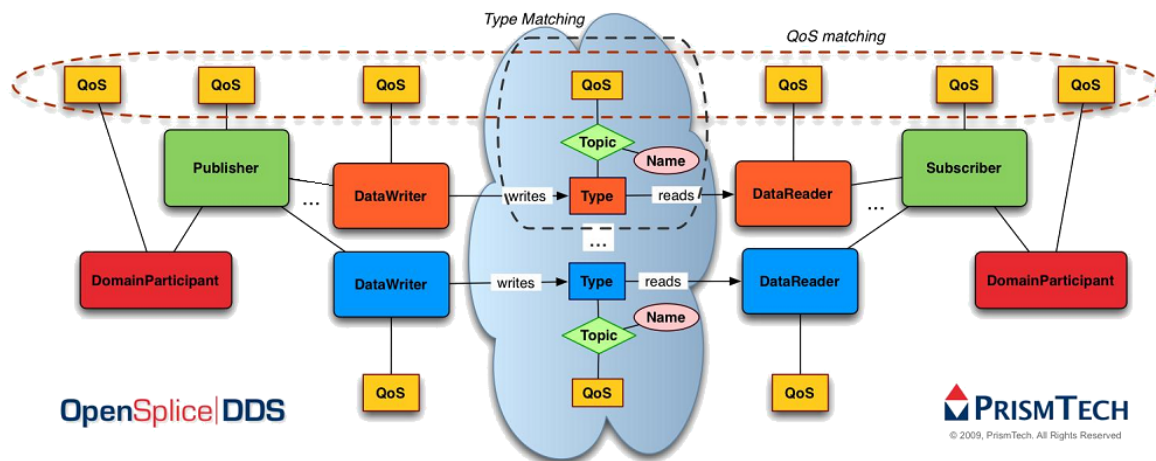 Type Matching
QoS matching
QoS
QoS
QoS
QoS
QoS
QoS
QoS
Topic
Name
Publisher
Subscriber
...
DataWriter
writes
Type
reads
DataReader
...
...
DomainParticipant
DataWriter
writes
Type
reads
DataReader
DomainParticipant
Name
Topic
QoS
QoS
QoS
OpenSplice|DDS
PRISMTECH
© 2009, PrismTech. All Rights Reserved